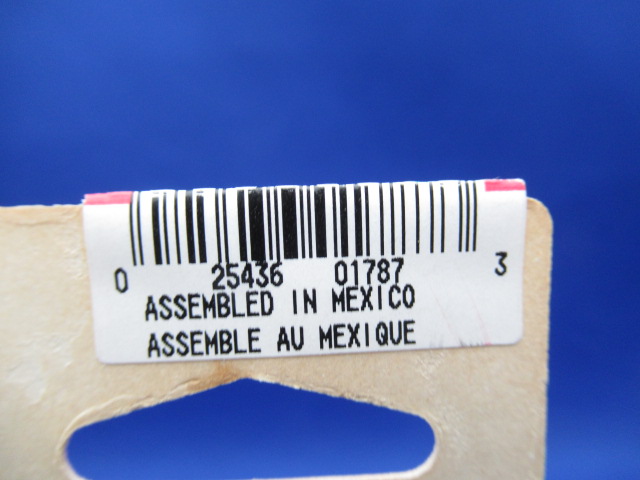 0 25436 01787 3
ASSEMBLED IN MEXICO
ASSEMBLE AU MEXIQUE